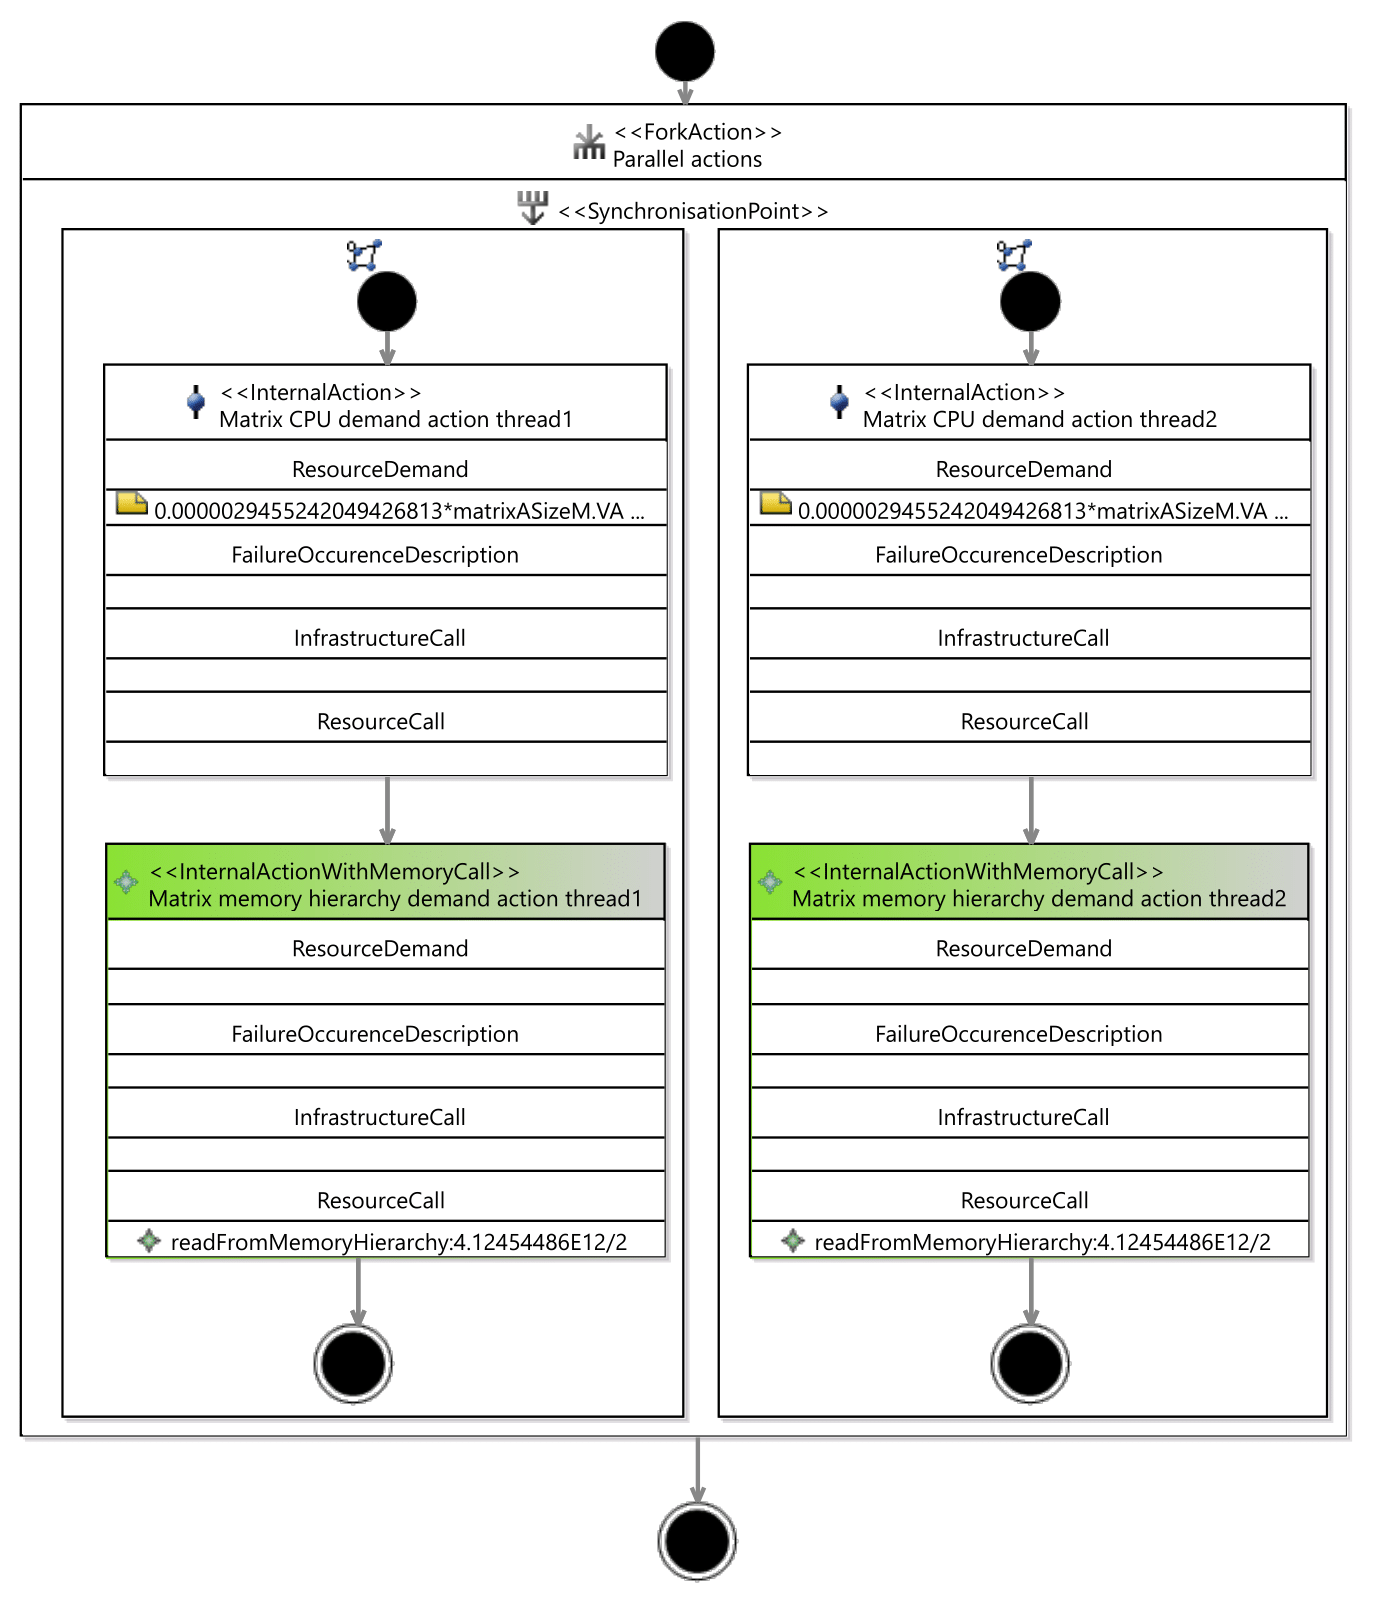 <<ForkAction>>
Parallel actions
<<SynchronisationPoint>>
<<InternalAction>>
Matrix CPU demand action thread1
ResourceDemand
0.0000029455242049426813*matrixASizeM.VA ...
FailureOccurenceDescription
InfrastructureCall
ResourceCall
<<InternalActionWithMemoryCall>>
Matrix memory hierarchy demand action thread1
ResourceDemand
FailureOccurenceDescription
InfrastructureCall
ResourceCall
readFromMemoryHierarchy:4.12454486E12/2
<<InternalAction>>
Matrix CPU demand action thread2
ResourceDemand
0.0000029455242049426813*matrixASizeM.VA ...
FailureOccurenceDescription
InfrastructureCall
ResourceCall
<<InternalActionWithMemoryCall>>
Matrix memory hierarchy demand action thread2
ResourceDemand
FailureOccurenceDescription
InfrastructureCall
ResourceCall
readFromMemoryHierarchy:4.12454486E12/2